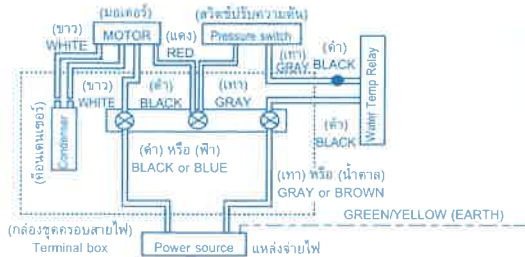 (มอเตอร์)
MOTOR
(สวิตช์ปรับความดัน)
Pressure switch
(ขาว)
WHITE
(แดง)
RED
(เทา)
GRAY
(ดำ)
BLACK
Water Temp Relay
(ขาว)
WHITE
(ดำ)
BLACK
(เทา)
GRAY
(ดำ)
BLACK
(คอนเดนเซอร์)
Condenser
(ดำ) หรือ (ฟ้า)
BLACK or BLUE
(เทา) หรือ (น้ำตาล)
GRAY or BROWN
GREEN/YELLOW (EARTH)
(กล่องชุดครอบสายไฟ)
Terminal box
Power source
แหล่งจ่ายไฟ